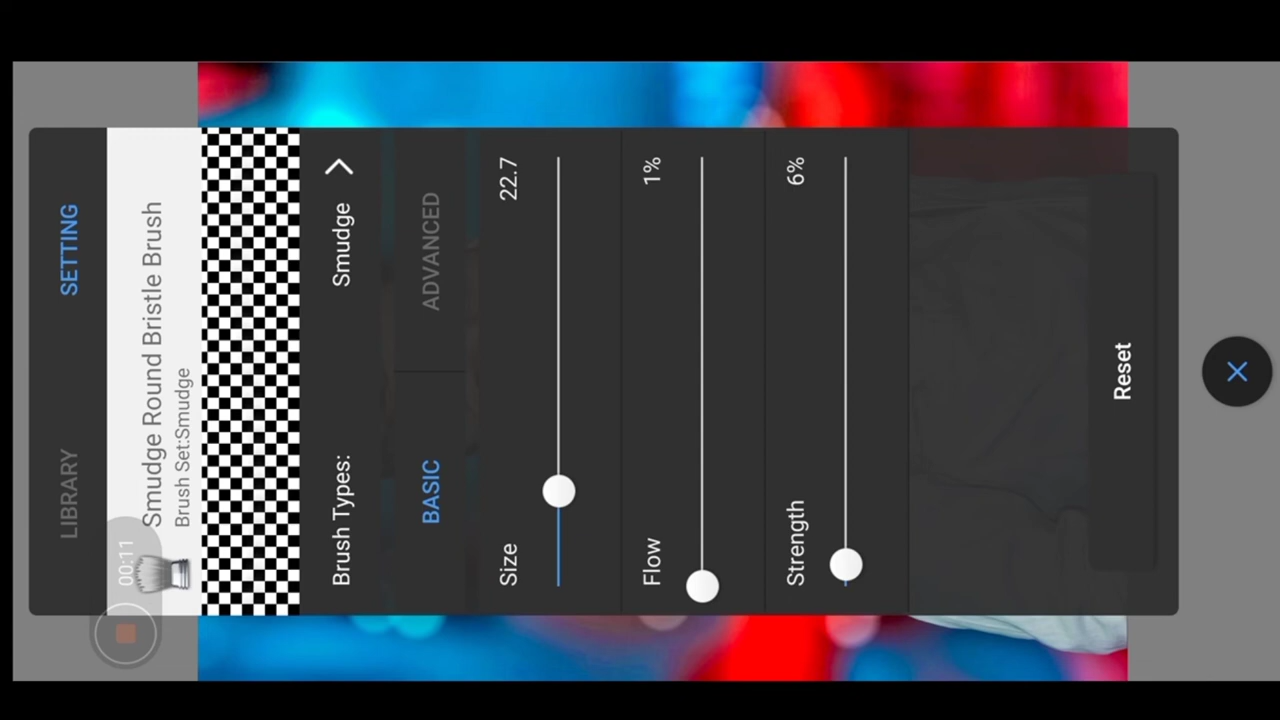 LIBRARY SETTING
Smudge Round Bristle Brush
Brush Set:Smudge
00:11
Brush Types: Smudge
BASIC ADVANCED
Size 22.7
Flow 1%
Strength 6%
Reset